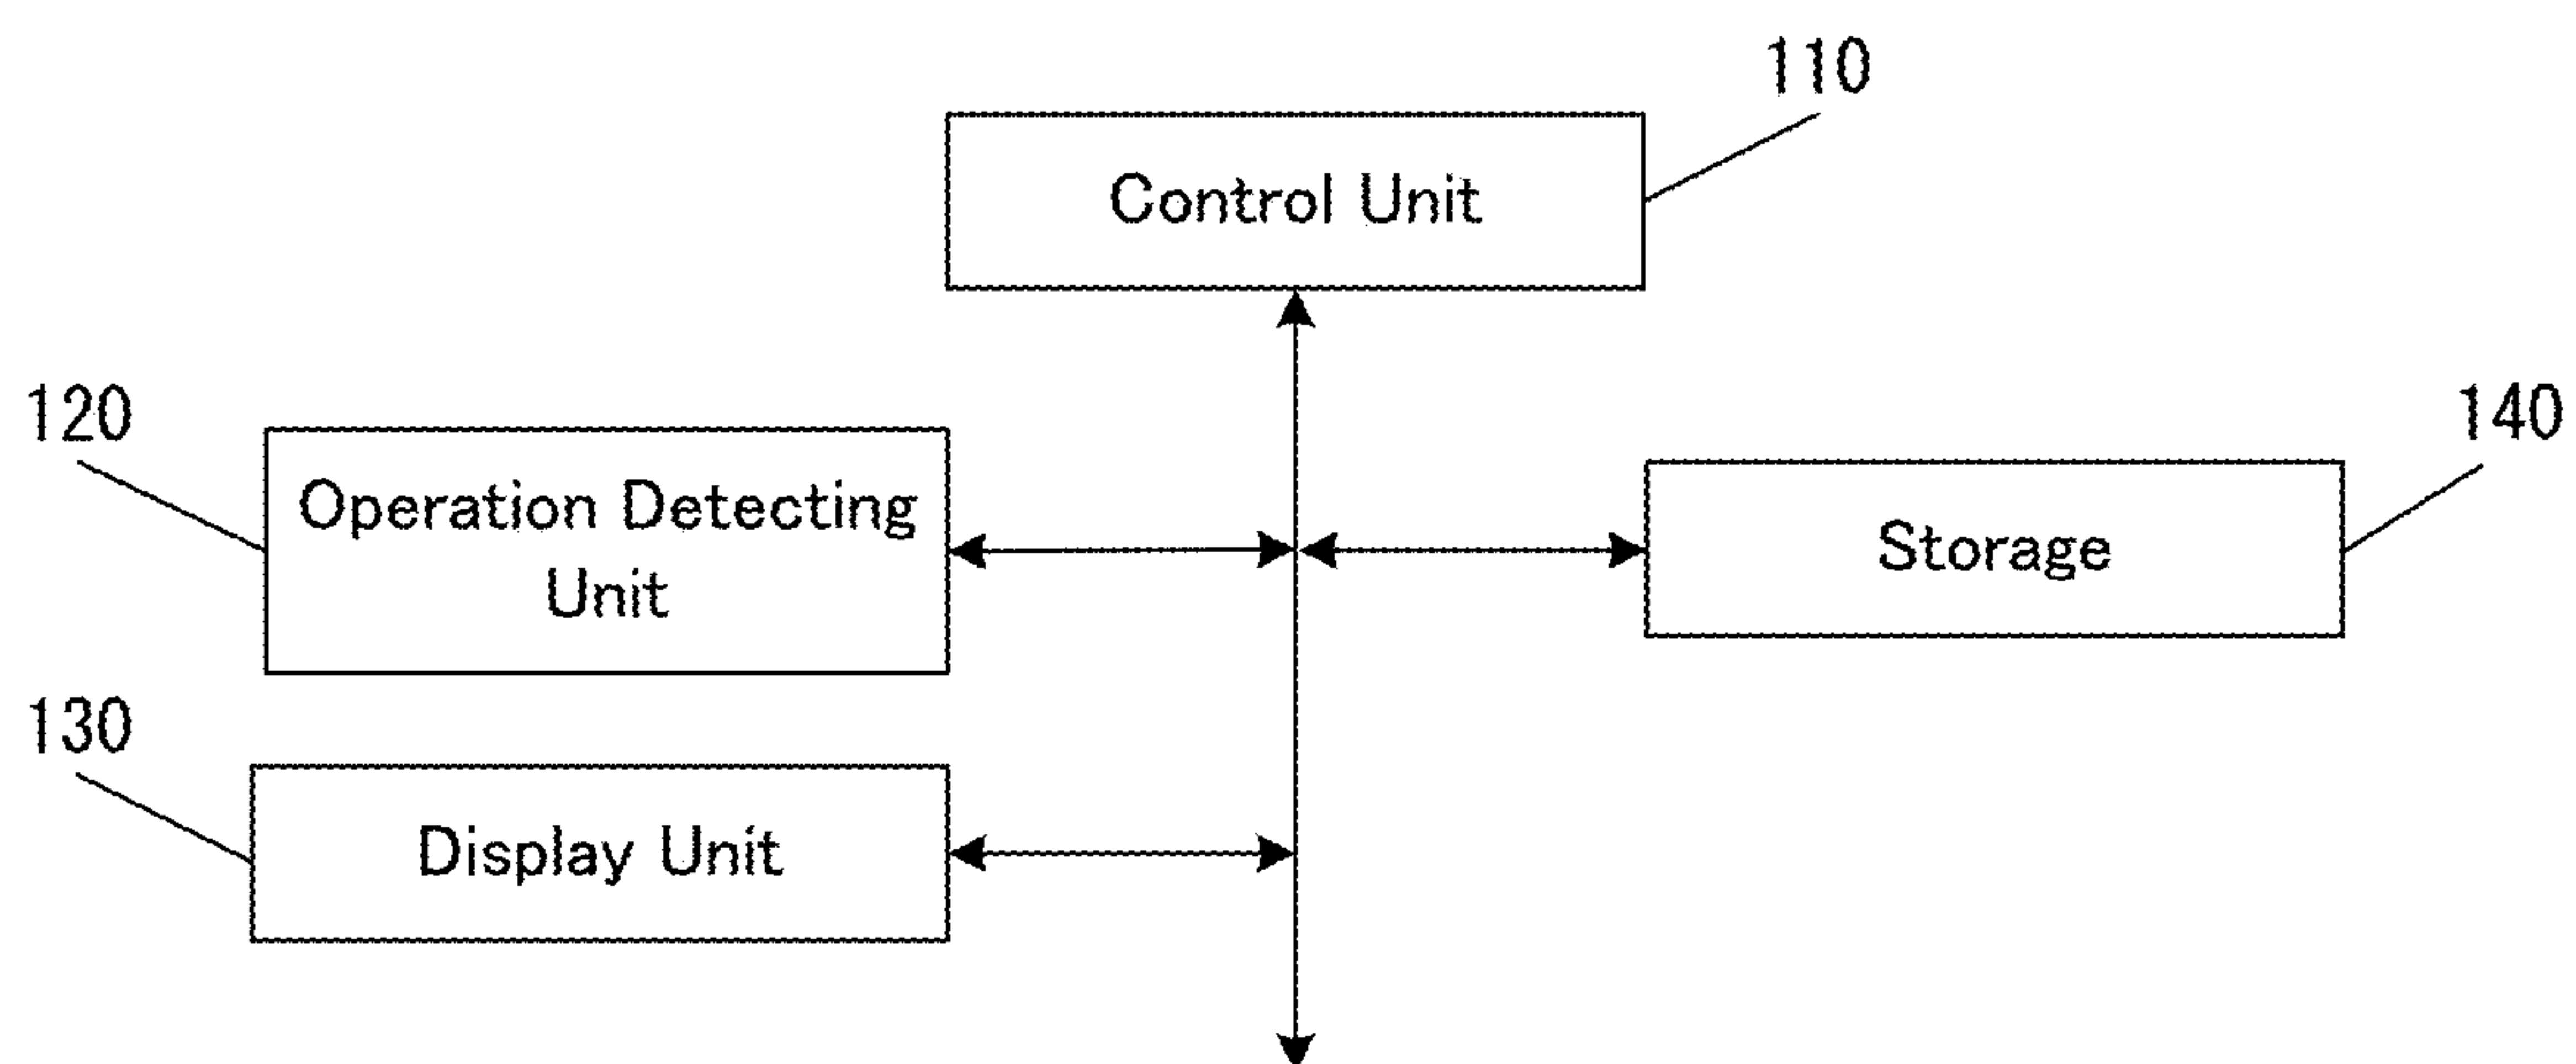 110
Control Unit
120
140
Operation Detecting
Unit
Storage
130
Display Unit